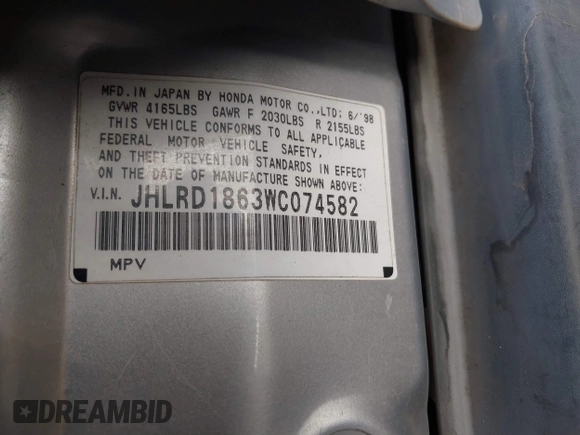 MFD. IN JAPAN BY HONDA MOTOR CO.,LTD: 6/'98
GVWR 4165LBS GAWR F 2030LBS R 2155LBS
THIS VEHICLE CONFORMS TO ALL APPLICABLE
FEDERAL MOTOR VEHICLE SAFETY,
AND THEFT PREVENTION STANDARDS IN EFFECT
ON THE DATE OF MANUFACTURE SHOWN ABOVE:
V.I.N. JHLRD1863WC074582
MPV
DREAMBID